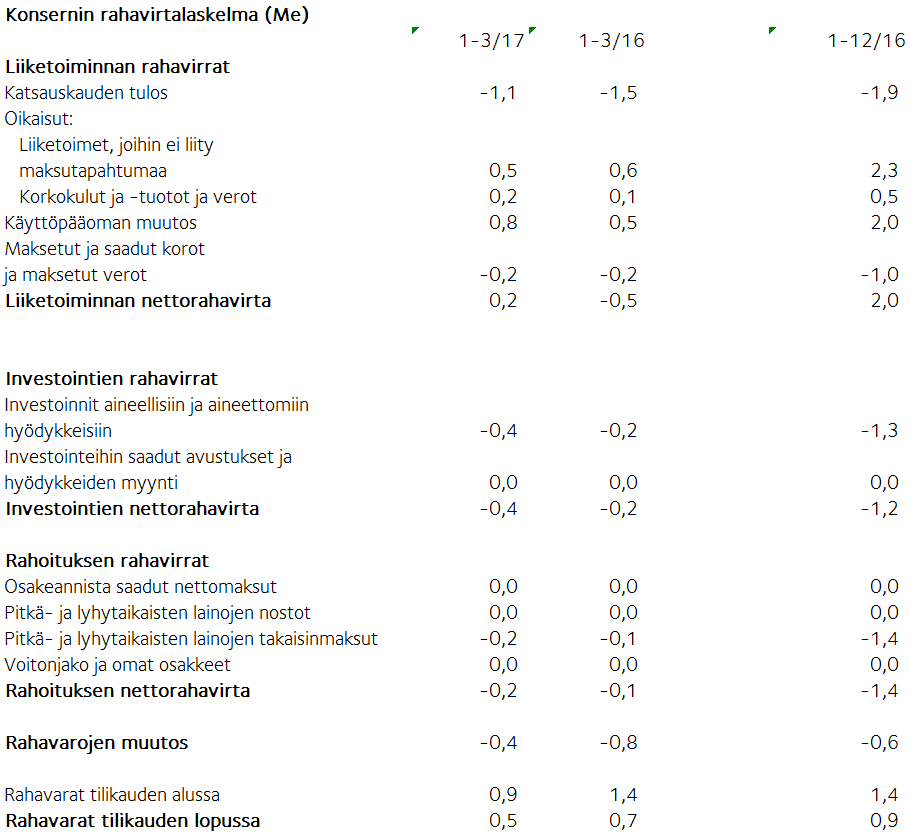 Konsernin rahavirtalaskelma (Me)
1-3/17 1-3/16 1-12/16
Liiketoiminnan rahavirrat
Katsauskauden tulos -1,1 -1,5 -1,9
Oikaisut:
Liiketoimet, joihin ei liity
maksutapahtumaa 0,5 0,6 2,3
Korkokulut ja -tuotot ja verot 0,2 0,1 0,5
Käyttöpääoman muutos 0,8 0,5 2,0
Maksetut ja saadut korot
ja maksetut verot -0,2 -0,2 -1,0
Liiketoiminnan nettorahavirta 0,2 -0,5 2,0
Investointien rahavirrat
Investoinnit aineellisiin ja aineettomiin
hyödykkeisiin -0,4 -0,2 -1,3
Investointeihin saadut avustukset ja
hyödykkeiden myynti 0,0 0,0 0,0
Investointien nettorahavirta -0,4 -0,2 -1,2
Rahoituksen rahavirrat
Osakeannista saadut nettomaksut 0,0 0,0 0,0
Pitkä- ja lyhytaikaisten lainojen nostot 0,0 0,0 0,0
Pitkä- ja lyhytaikaisten lainojen takaisinmaksut -0,2 -0,1 -1,4
Voitonjako ja omat osakkeet 0,0 0,0 0,0
Rahoituksen nettorahavirta -0,2 -0,1 -1,4
Rahavarojen muutos -0,4 -0,8 -0,6
Rahavarat tilikauden alussa 0,9 1,4 1,4
Rahavarat tilikauden lopussa 0,5 0,7 0,9